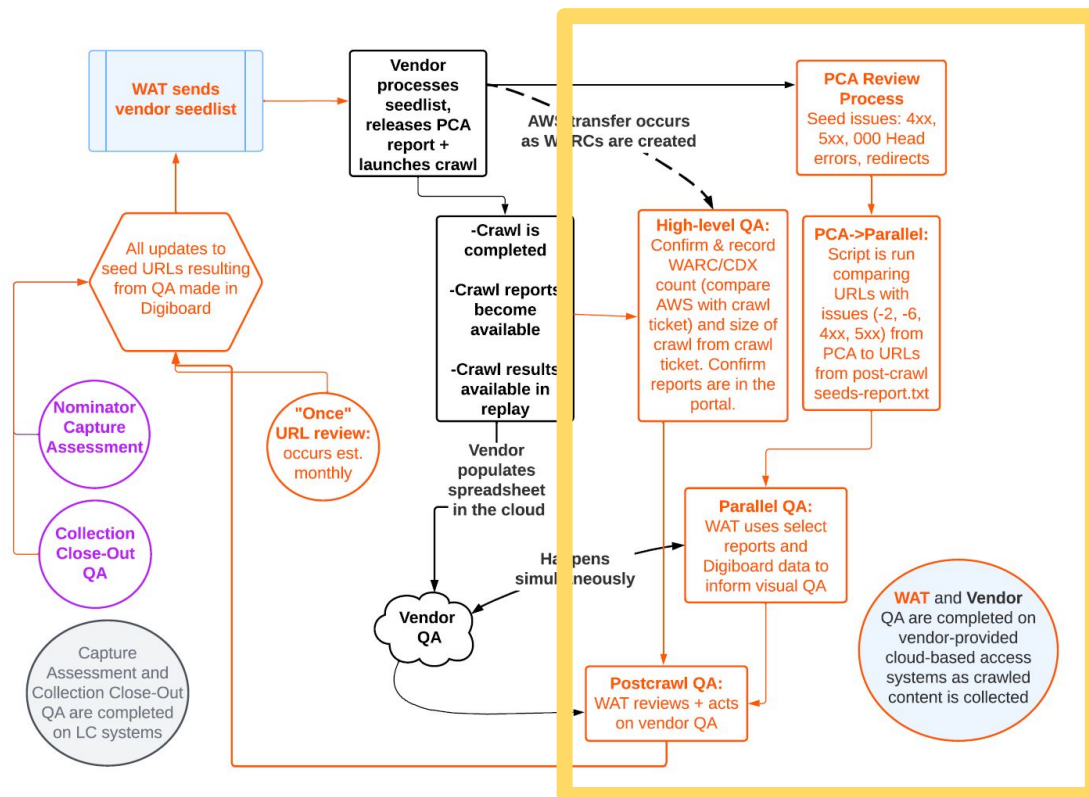 WAT sends
vendor seedlist
Vendor
processes
seedlist,
releases PCA
report +
launches crawl
AWS transfer occurs
as WARCs are created
PCA Review
Process
Seed issues: 4xx,
5xx, 000 Head
errors, redirects
All updates to
seed URLs resulting
from QA made in
Digiboard
-Crawl is
completed
-Crawl reports
become
available
-Crawl results
available in
replay
High-level QA:
Confirm & record
WARC/CDX
count (compare
AWS with crawl
ticket) and size of
crawl from crawl
ticket. Confirm
reports are in the
portal.
PCA->Parallel:
Script is run
comparing
URLs with
issues (-2, -6,
4xx, 5xx) from
PCA to URLs
from post-crawl
seeds-report.txt
Nominator
Capture
Assessment
"Once"
URL review:
occurs est.
monthly
Vendor
populates
spreadsheet
in the cloud
Collection
Close-Out
QA
Happens
simultaneously
Parallel QA:
WAT uses select
reports and
Digiboard data to
inform visual QA
Vendor
QA
WAT and Vendor
QA are completed on
vendor-provided
cloud-based access
systems as crawled
content is collected
Capture
Assessment and
Collection Close-Out
QA are completed
on LC systems
Postcrawl QA:
WAT reviews + acts
on vendor QA